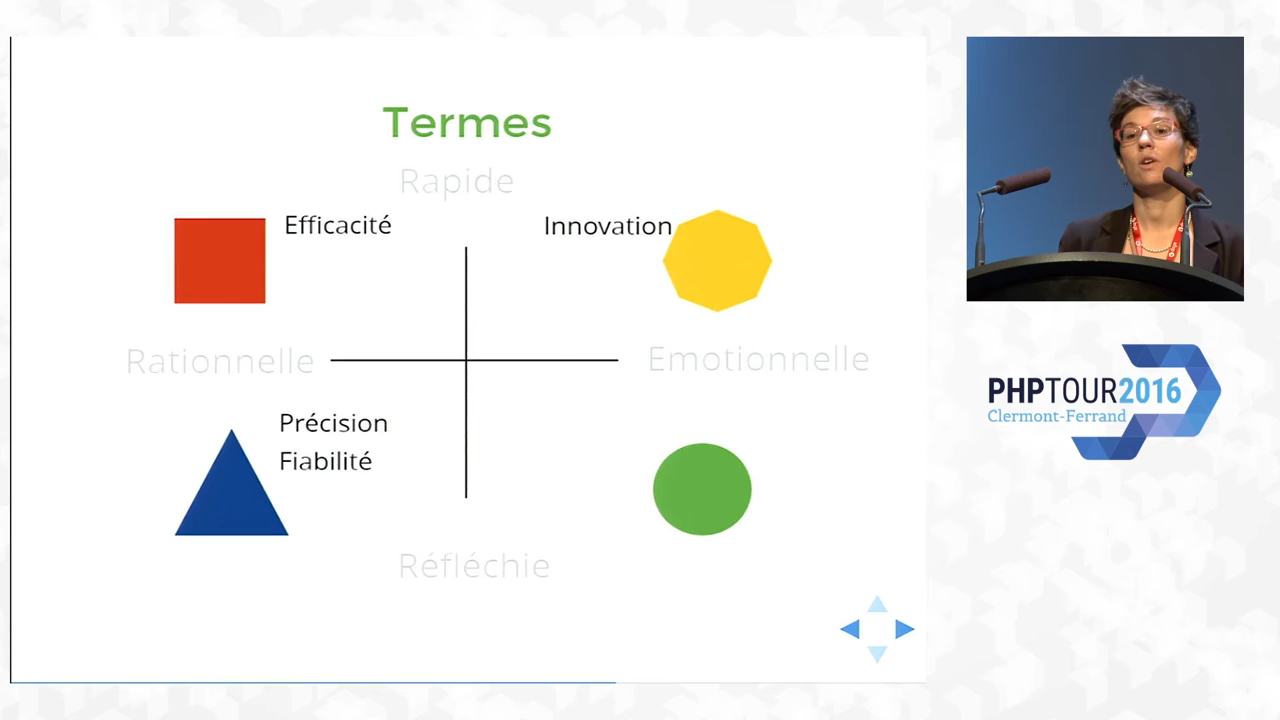 Termes
Rapide
Efficacité
Innovation
Rationnelle
Emotionnelle
Précision
Fiabilité
Réfléchie
PHPTOUR2016
Clermont-Ferrand